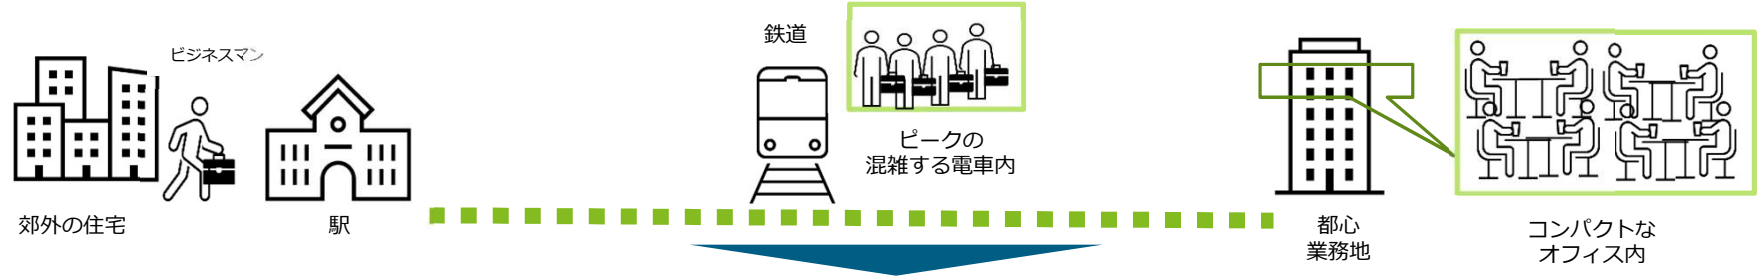 ビジネスマン
郊外の住宅
駅
鉄道
ピークの
混雑する電車内
都心
業務地
コンパクトな
オフィス内